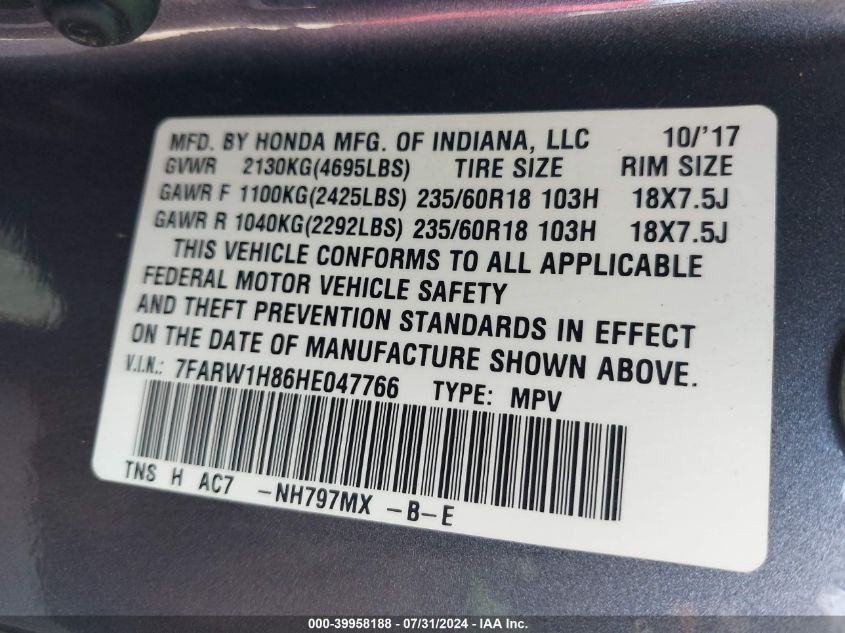 MFD. BY HONDA MFG. OF INDIANA, LLC 10/'17
GVWR 2130KG(4695LBS) TIRE SIZE RIM SIZE
GAWR F 1100KG(2425LBS) 235/60R18 103H 18X7.5J
GAWR R 1040KG(2292LBS) 235/60R18 103H 18X7.5J
THIS VEHICLE CONFORMS TO ALL APPLICABLE
FEDERAL MOTOR VEHICLE SAFETY
AND THEFT PREVENTION STANDARDS IN EFFECT
ON THE DATE OF MANUFACTURE SHOWN ABOVE.
V.I.N.: 7FARW1H86HE047766 TYPE: MPV
TNS H AC7 -NH797MX -B-E
000-39958188 - 07/31/2024 - IAA Inc.